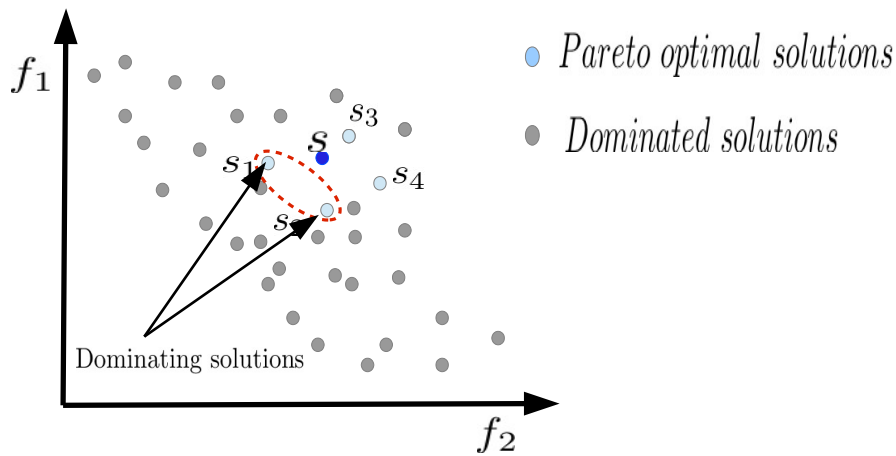 f₁
Pareto optimal solutions
Dominated solutions
s₃
s
s₁
s₄
s₂
Dominating solutions
f₂